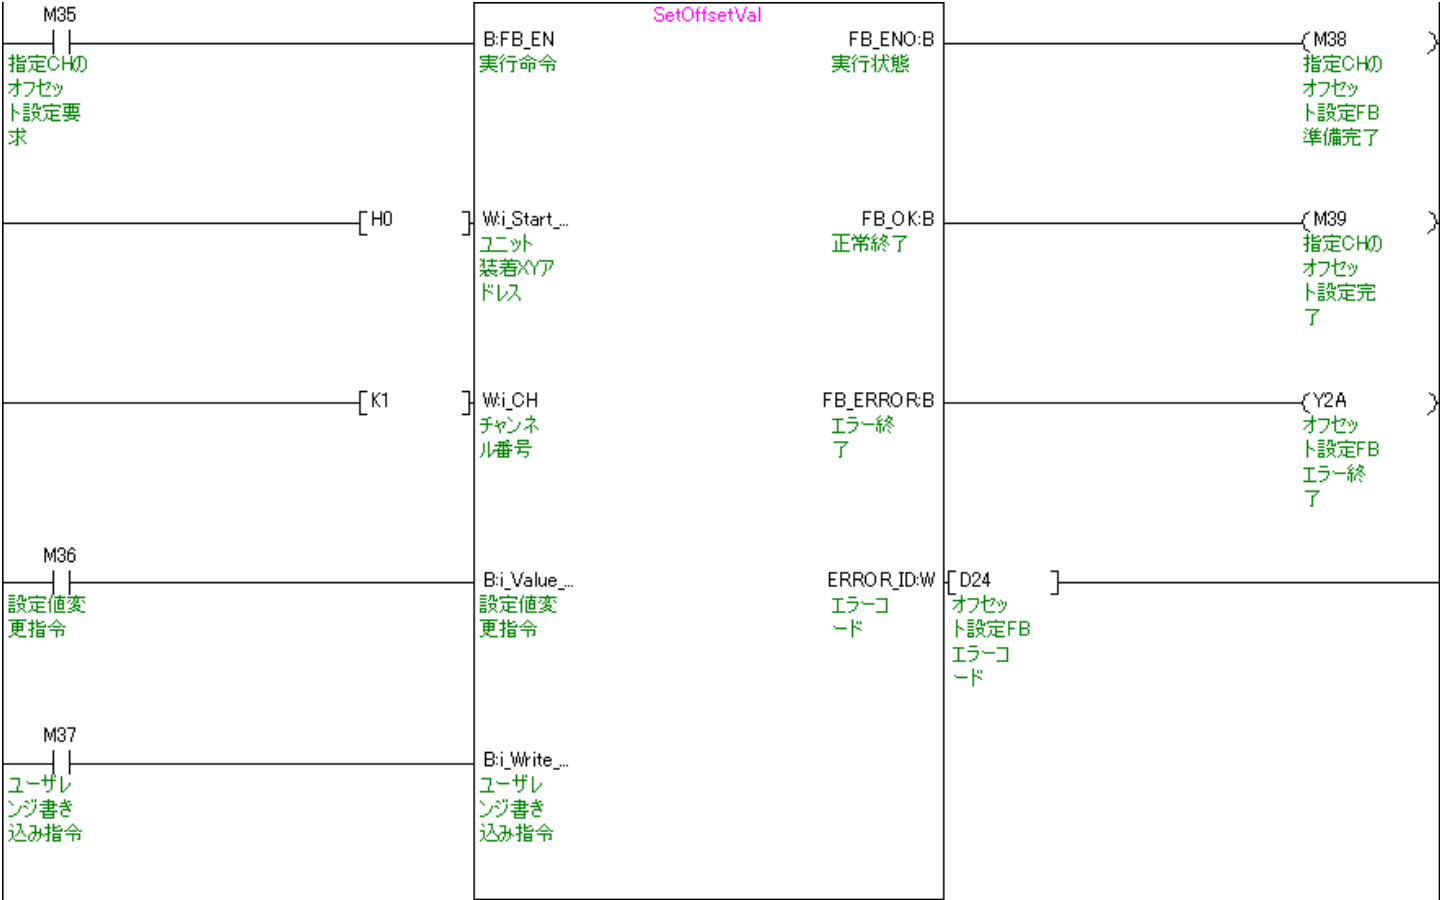 SetOffsetVal
M35
指定CHの
オフセッ
ト設定要
求
B:FB_EN
実行命令
FB_ENO:B
実行状態
M38
指定CHの
オフセッ
ト設定FB
準備完了
H0
W:i_Start_...
ユニット
装着XYア
ドレス
FB_OK:B
正常終了
M39
指定CHの
オフセッ
ト設定完
了
K1
W:i_CH
チャンネ
ル番号
FB_ERROR:B
エラー終
了
Y2A
オフセッ
ト設定FB
エラー終
了
M36
設定値変
更指令
B:i_Value_...
設定値変
更指令
ERROR_ID:W
エラーコ
ード
D24
オフセッ
ト設定FB
エラーコ
ード
M37
ユーザレ
ンジ書き
込み指令
B:i_Write_...
ユーザレ
ンジ書き
込み指令